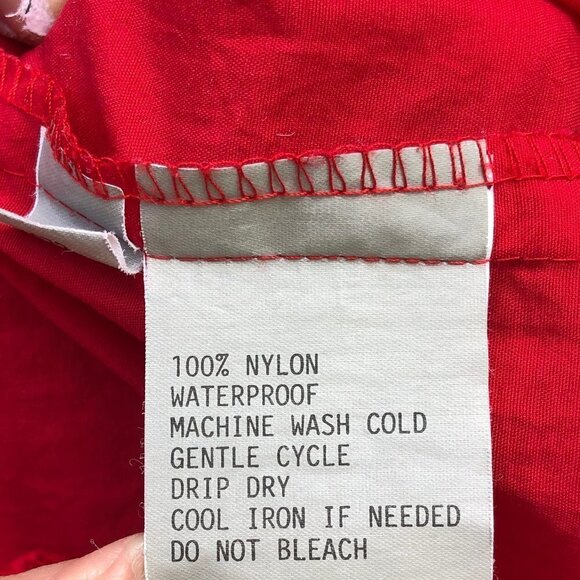 100% NYLON
WATERPROOF
MACHINE WASH COLD
GENTLE CYCLE
DRIP DRY
COOL IRON IF NEEDED
DO NOT BLEACH